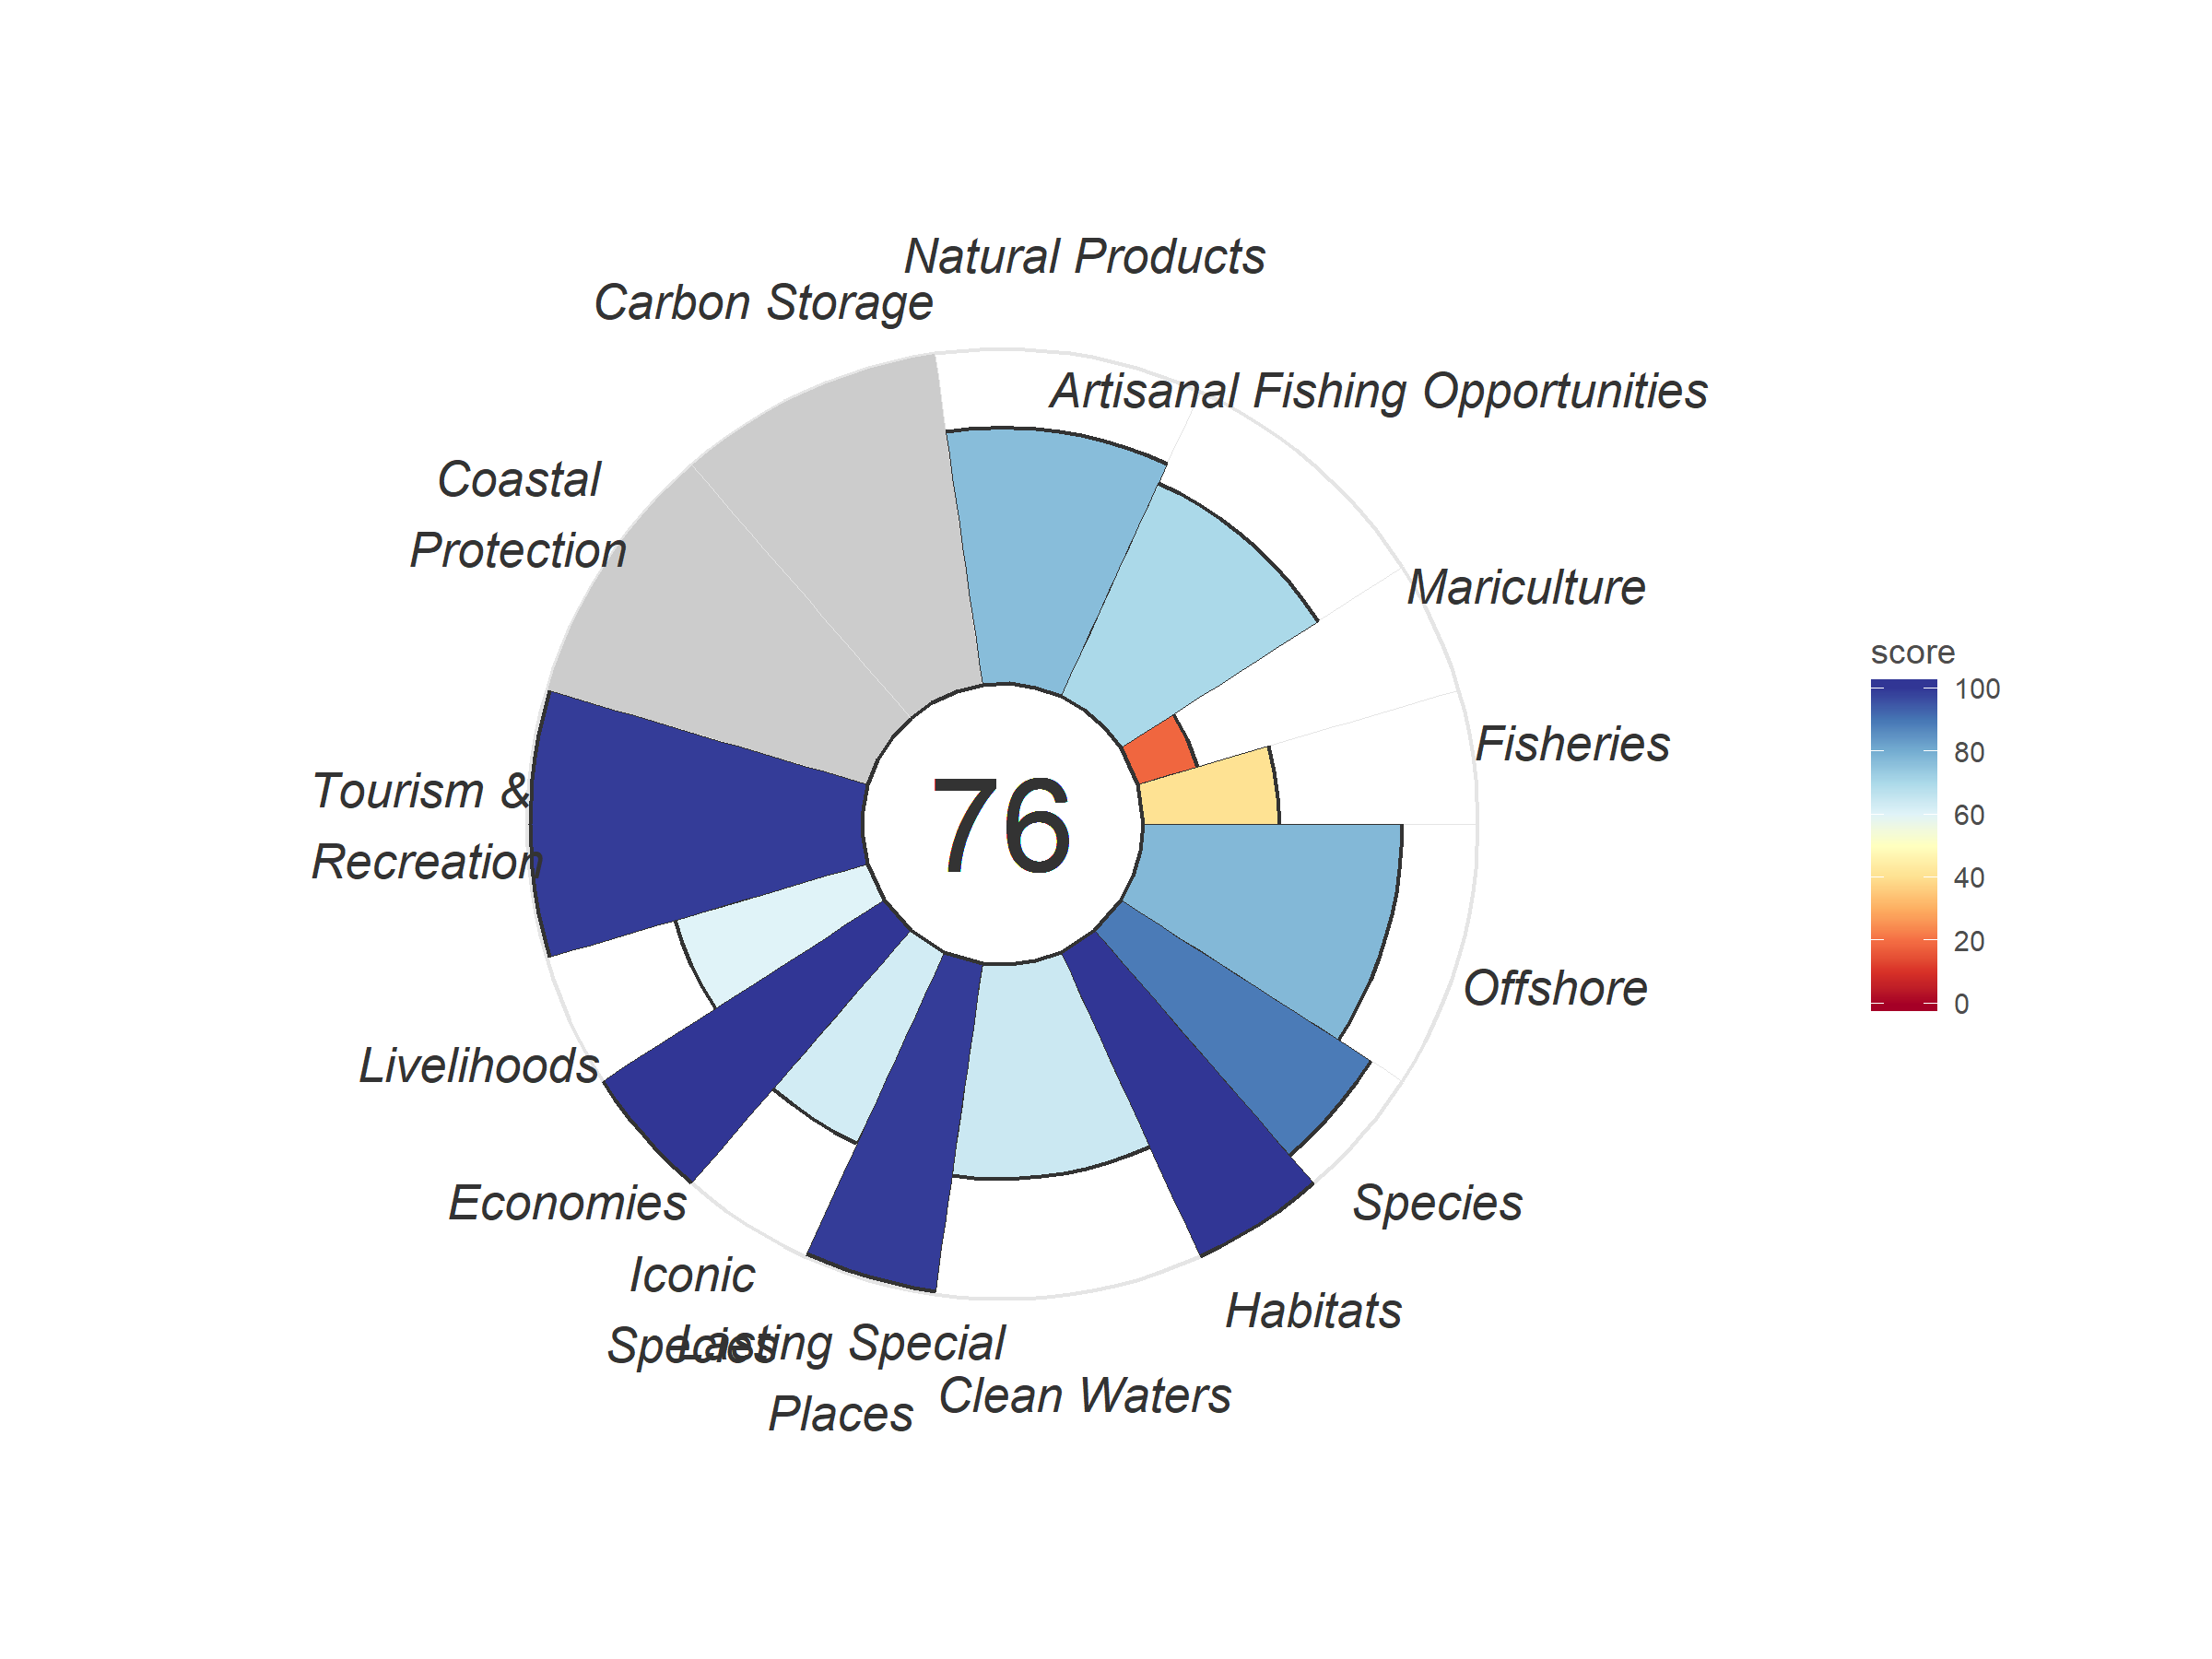 Natural Products
Carbon Storage
Artisanal Fishing Opportunities
Coastal
Protection
Mariculture
Fisheries
Tourism &
Recreation
76
Offshore
Livelihoods
Economies
Species
Iconic
Species
Habitats
Lasting Special
Places
Clean Waters
score
100
80
60
40
20
0